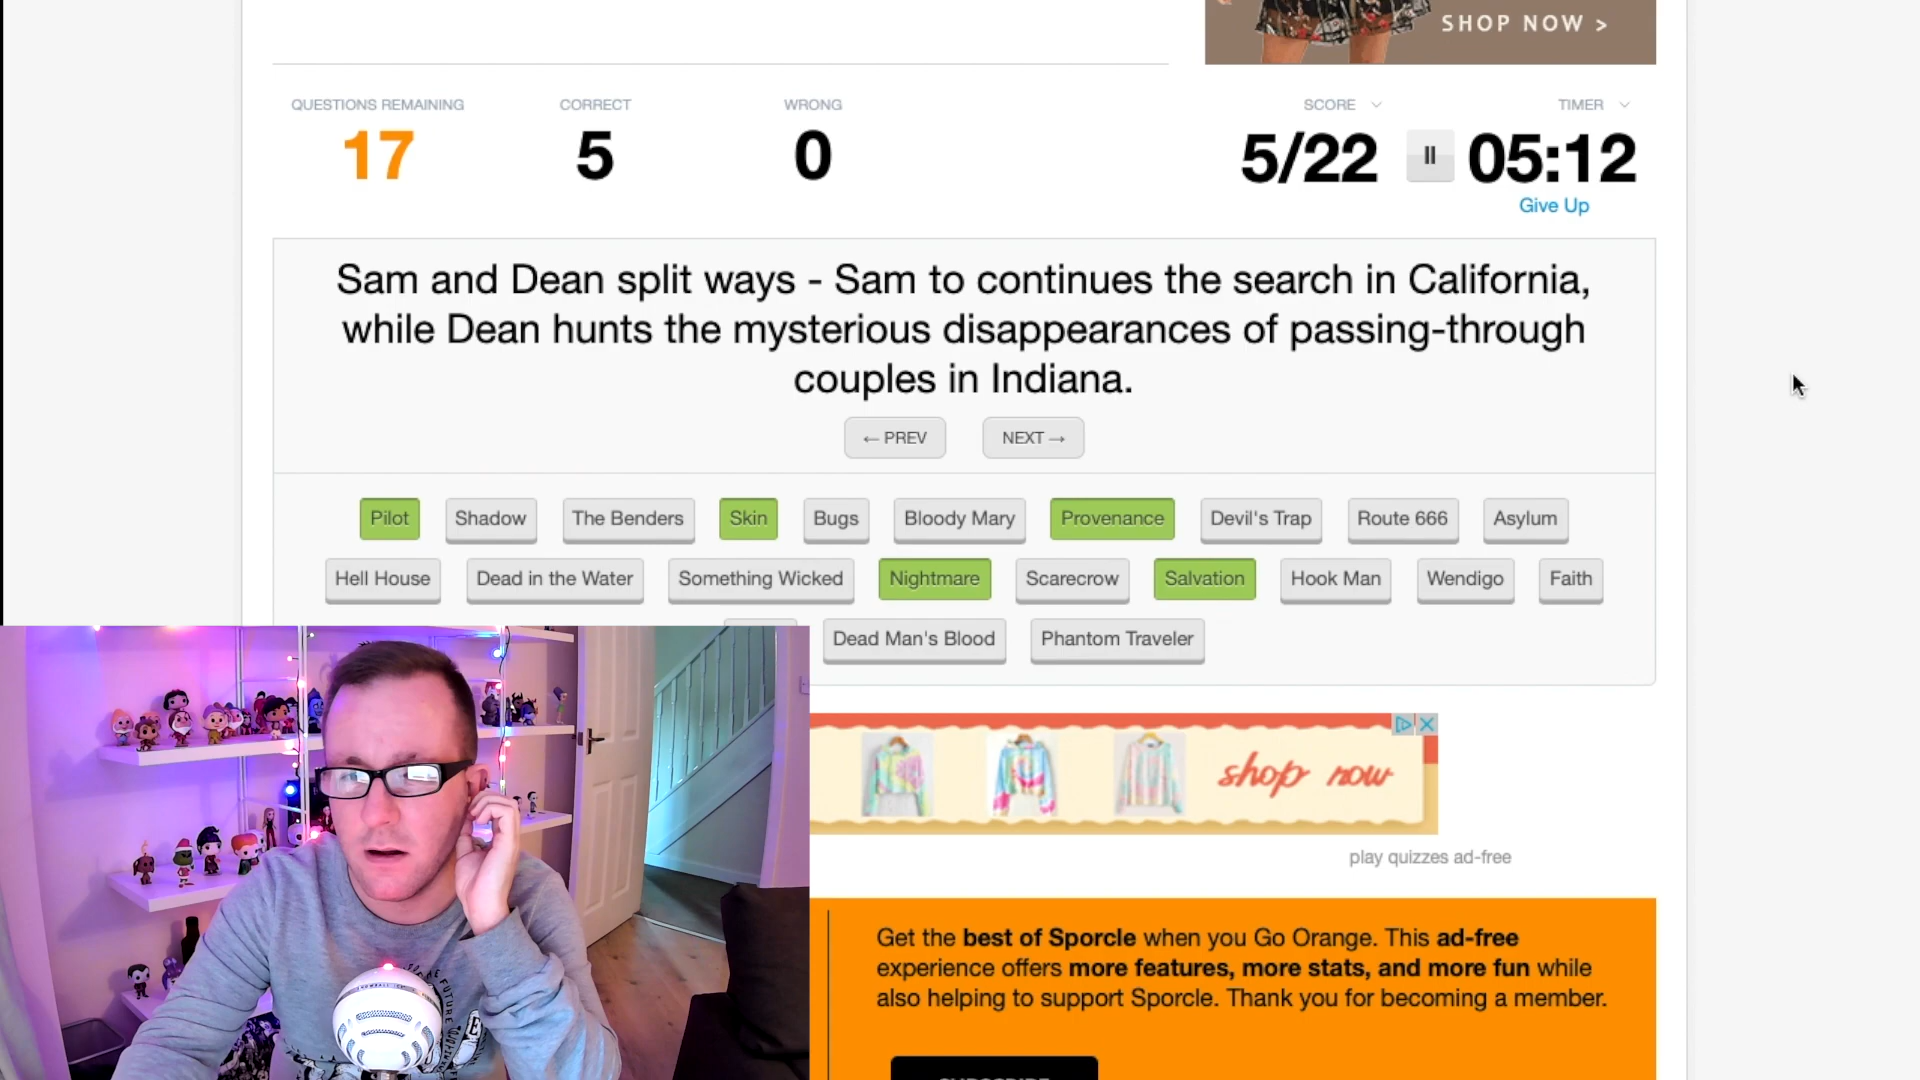 SHOP NOW >
QUESTIONS REMAINING
17
CORRECT
5
WRONG
0
SCORE
5/22
TIMER
05:12
Give Up
Sam and Dean split ways - Sam to continues the search in California,
while Dean hunts the mysterious disappearances of passing-through
couples in Indiana.
← PREV
NEXT →
Pilot
Shadow
The Benders
Skin
Bugs
Bloody Mary
Provenance
Devil's Trap
Route 666
Asylum
Hell House
Dead in the Water
Something Wicked
Nightmare
Scarecrow
Salvation
Hook Man
Wendigo
Faith
Dead Man's Blood
Phantom Traveler
shop now
play quizzes ad-free
Get the best of Sporcle when you Go Orange. This ad-free
experience offers more features, more stats, and more fun while
also helping to support Sporcle. Thank you for becoming a member.